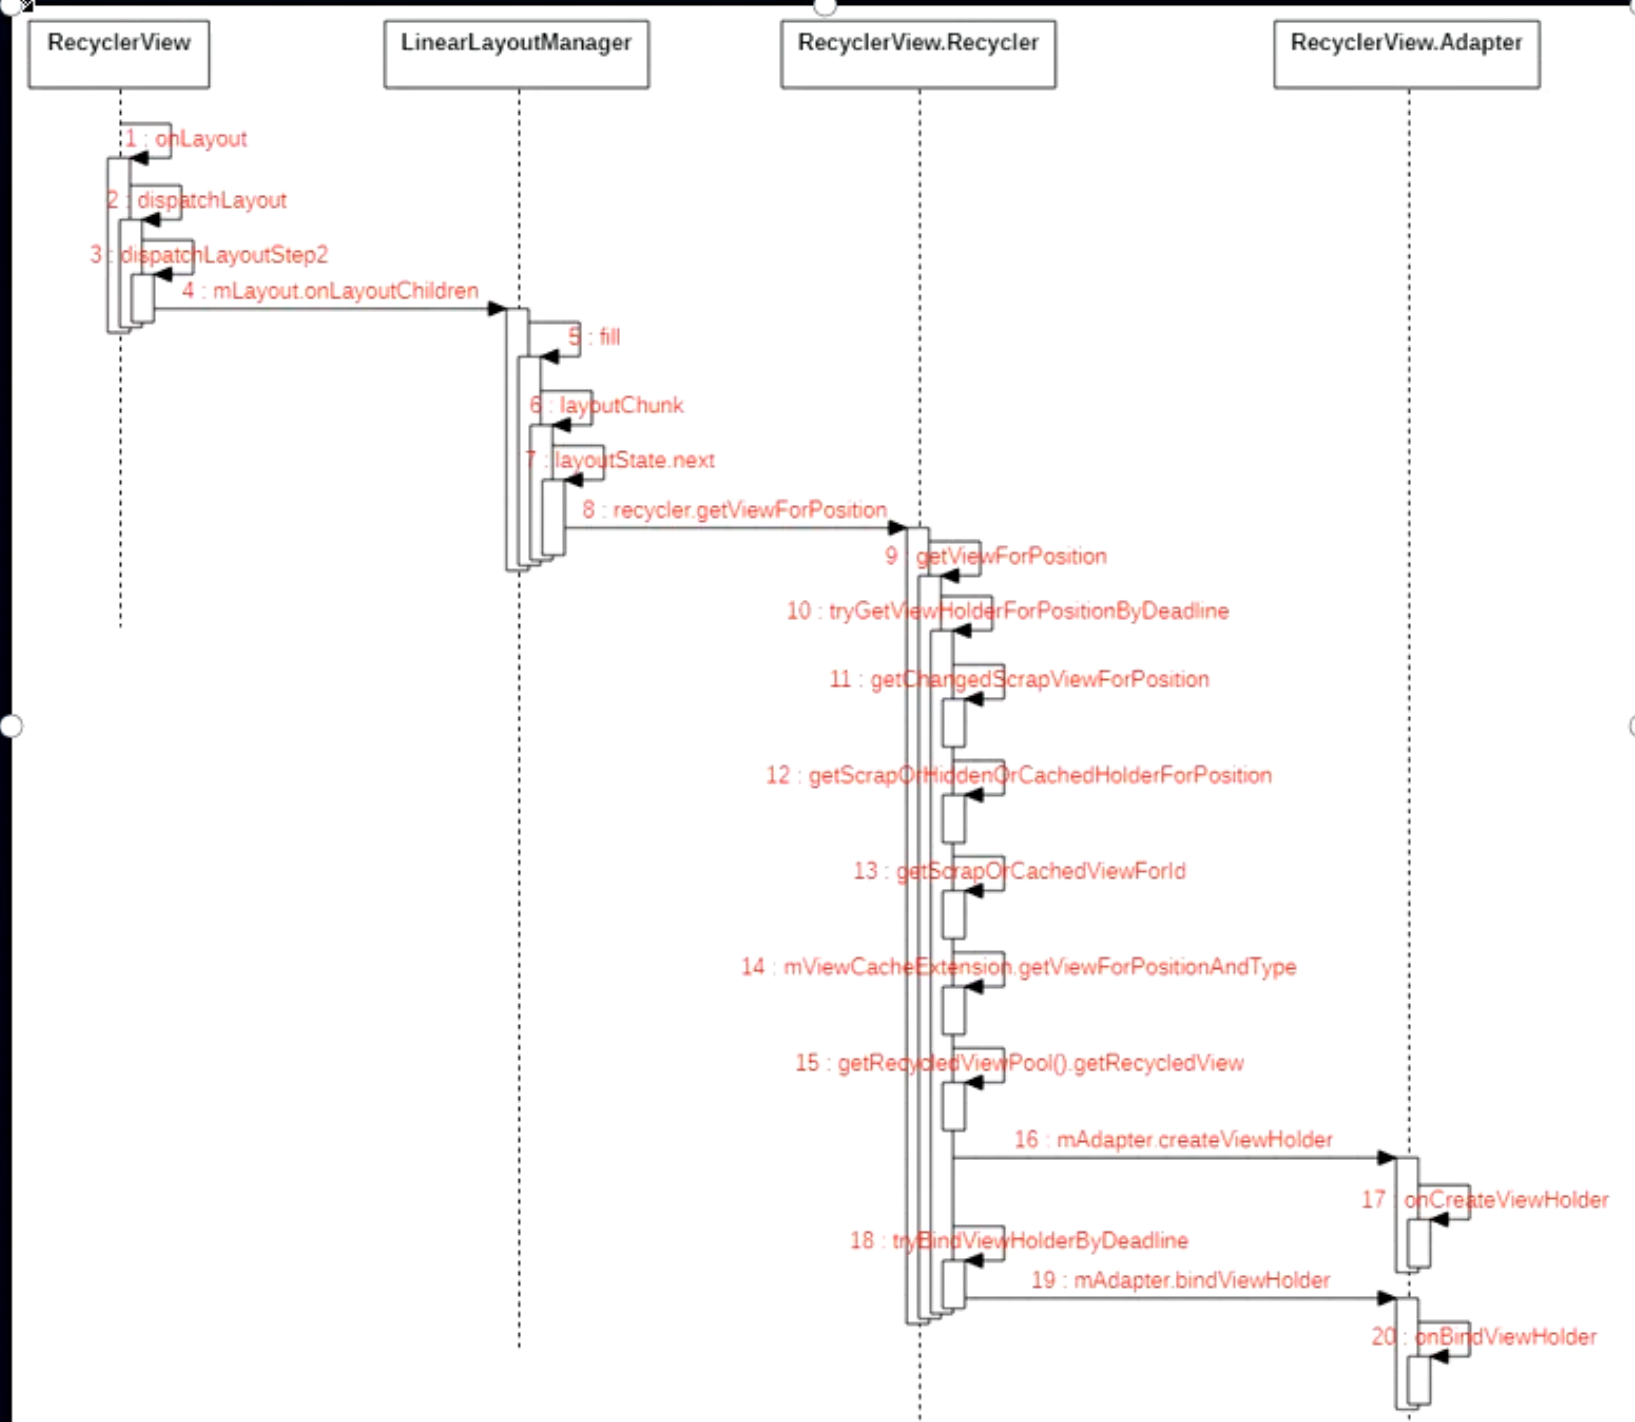 RecyclerView
LinearLayoutManager
RecyclerView.Recycler
RecyclerView.Adapter
1 : onLayout
2 : dispatchLayout
3 : dispatchLayoutStep2
4 : mLayout.onLayoutChildren
5 : fill
6 : layoutChunk
7 : layoutState.next
8 : recycler.getViewForPosition
9 : getViewForPosition
10 : tryGetViewHolderForPositionByDeadline
11 : getChangedScrapViewForPosition
12 : getScrapOrHiddenOrCachedHolderForPosition
13 : getScrapOrCachedViewForId
14 : mViewCacheExtension.getViewForPositionAndType
15 : getRecycledViewPool().getRecycledView
16 : mAdapter.createViewHolder
17 : onCreateViewHolder
18 : tryBindViewHolderByDeadline
19 : mAdapter.bindViewHolder
20 : onBindViewHolder